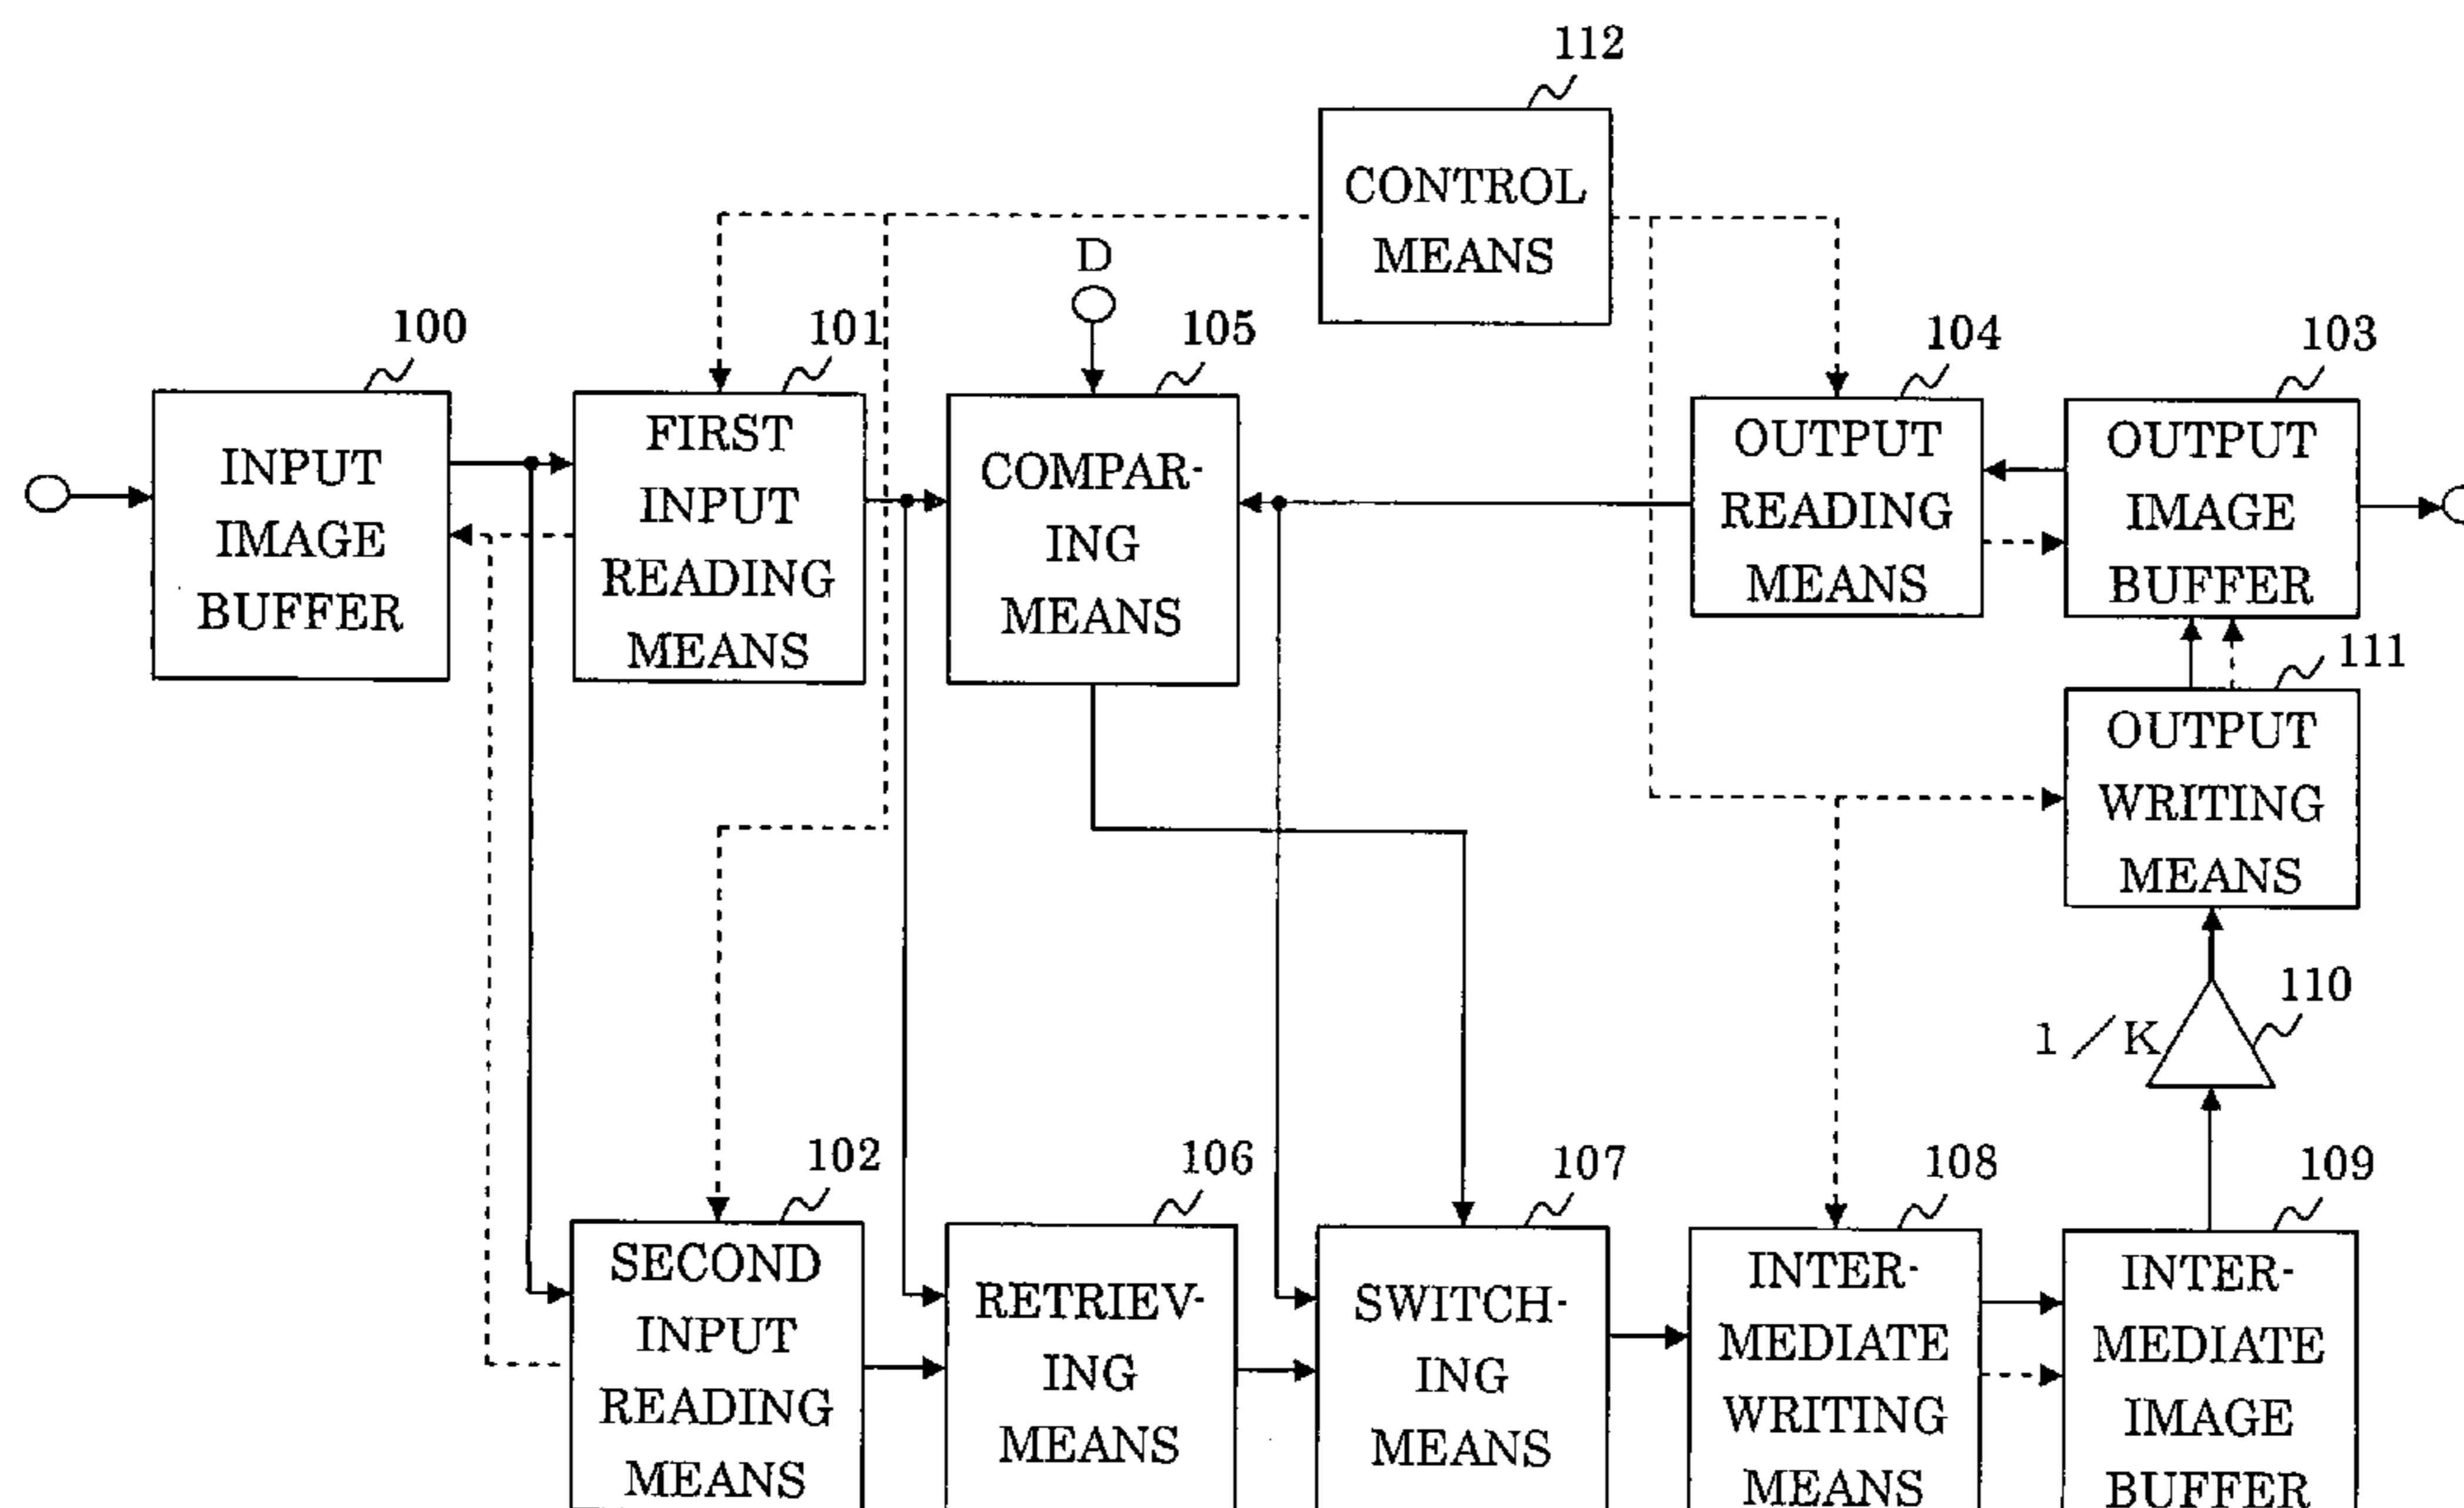 112
CONTROL
MEANS
D
100
101
105
104
103
INPUT
IMAGE
BUFFER
FIRST
INPUT
READING
MEANS
COMPAR-
ING
MEANS
OUTPUT
READING
MEANS
OUTPUT
IMAGE
BUFFER
111
OUTPUT
WRITING
MEANS
110
1/K
102
106
107
108
109
SECOND
INPUT
READING
MEANS
RETRIEV-
ING
MEANS
SWITCH-
ING
MEANS
INTER-
MEDIATE
WRITING
MEANS
INTER-
MEDIATE
IMAGE
BUFFER